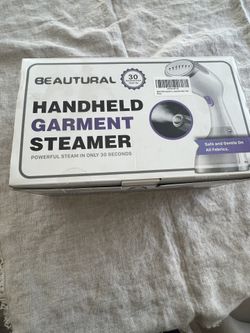 BEAUTURAL
30
HANDHELD
GARMENT
STEAMER
POWERFUL STEAM IN ONLY 30 SECONDS
Safe and Gentle On
All Fabrics.